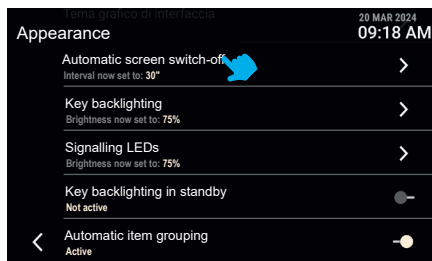 Tema grafico di interfaccia
20 MAR 2024
Appearance
09:18 AM
Automatic screen switch-off
Interval now set to: 30"
Key backlighting
Brightness now set to: 75%
Signalling LEDs
Brightness now set to: 75%
Key backlighting in standby
Not active
Automatic item grouping
Active